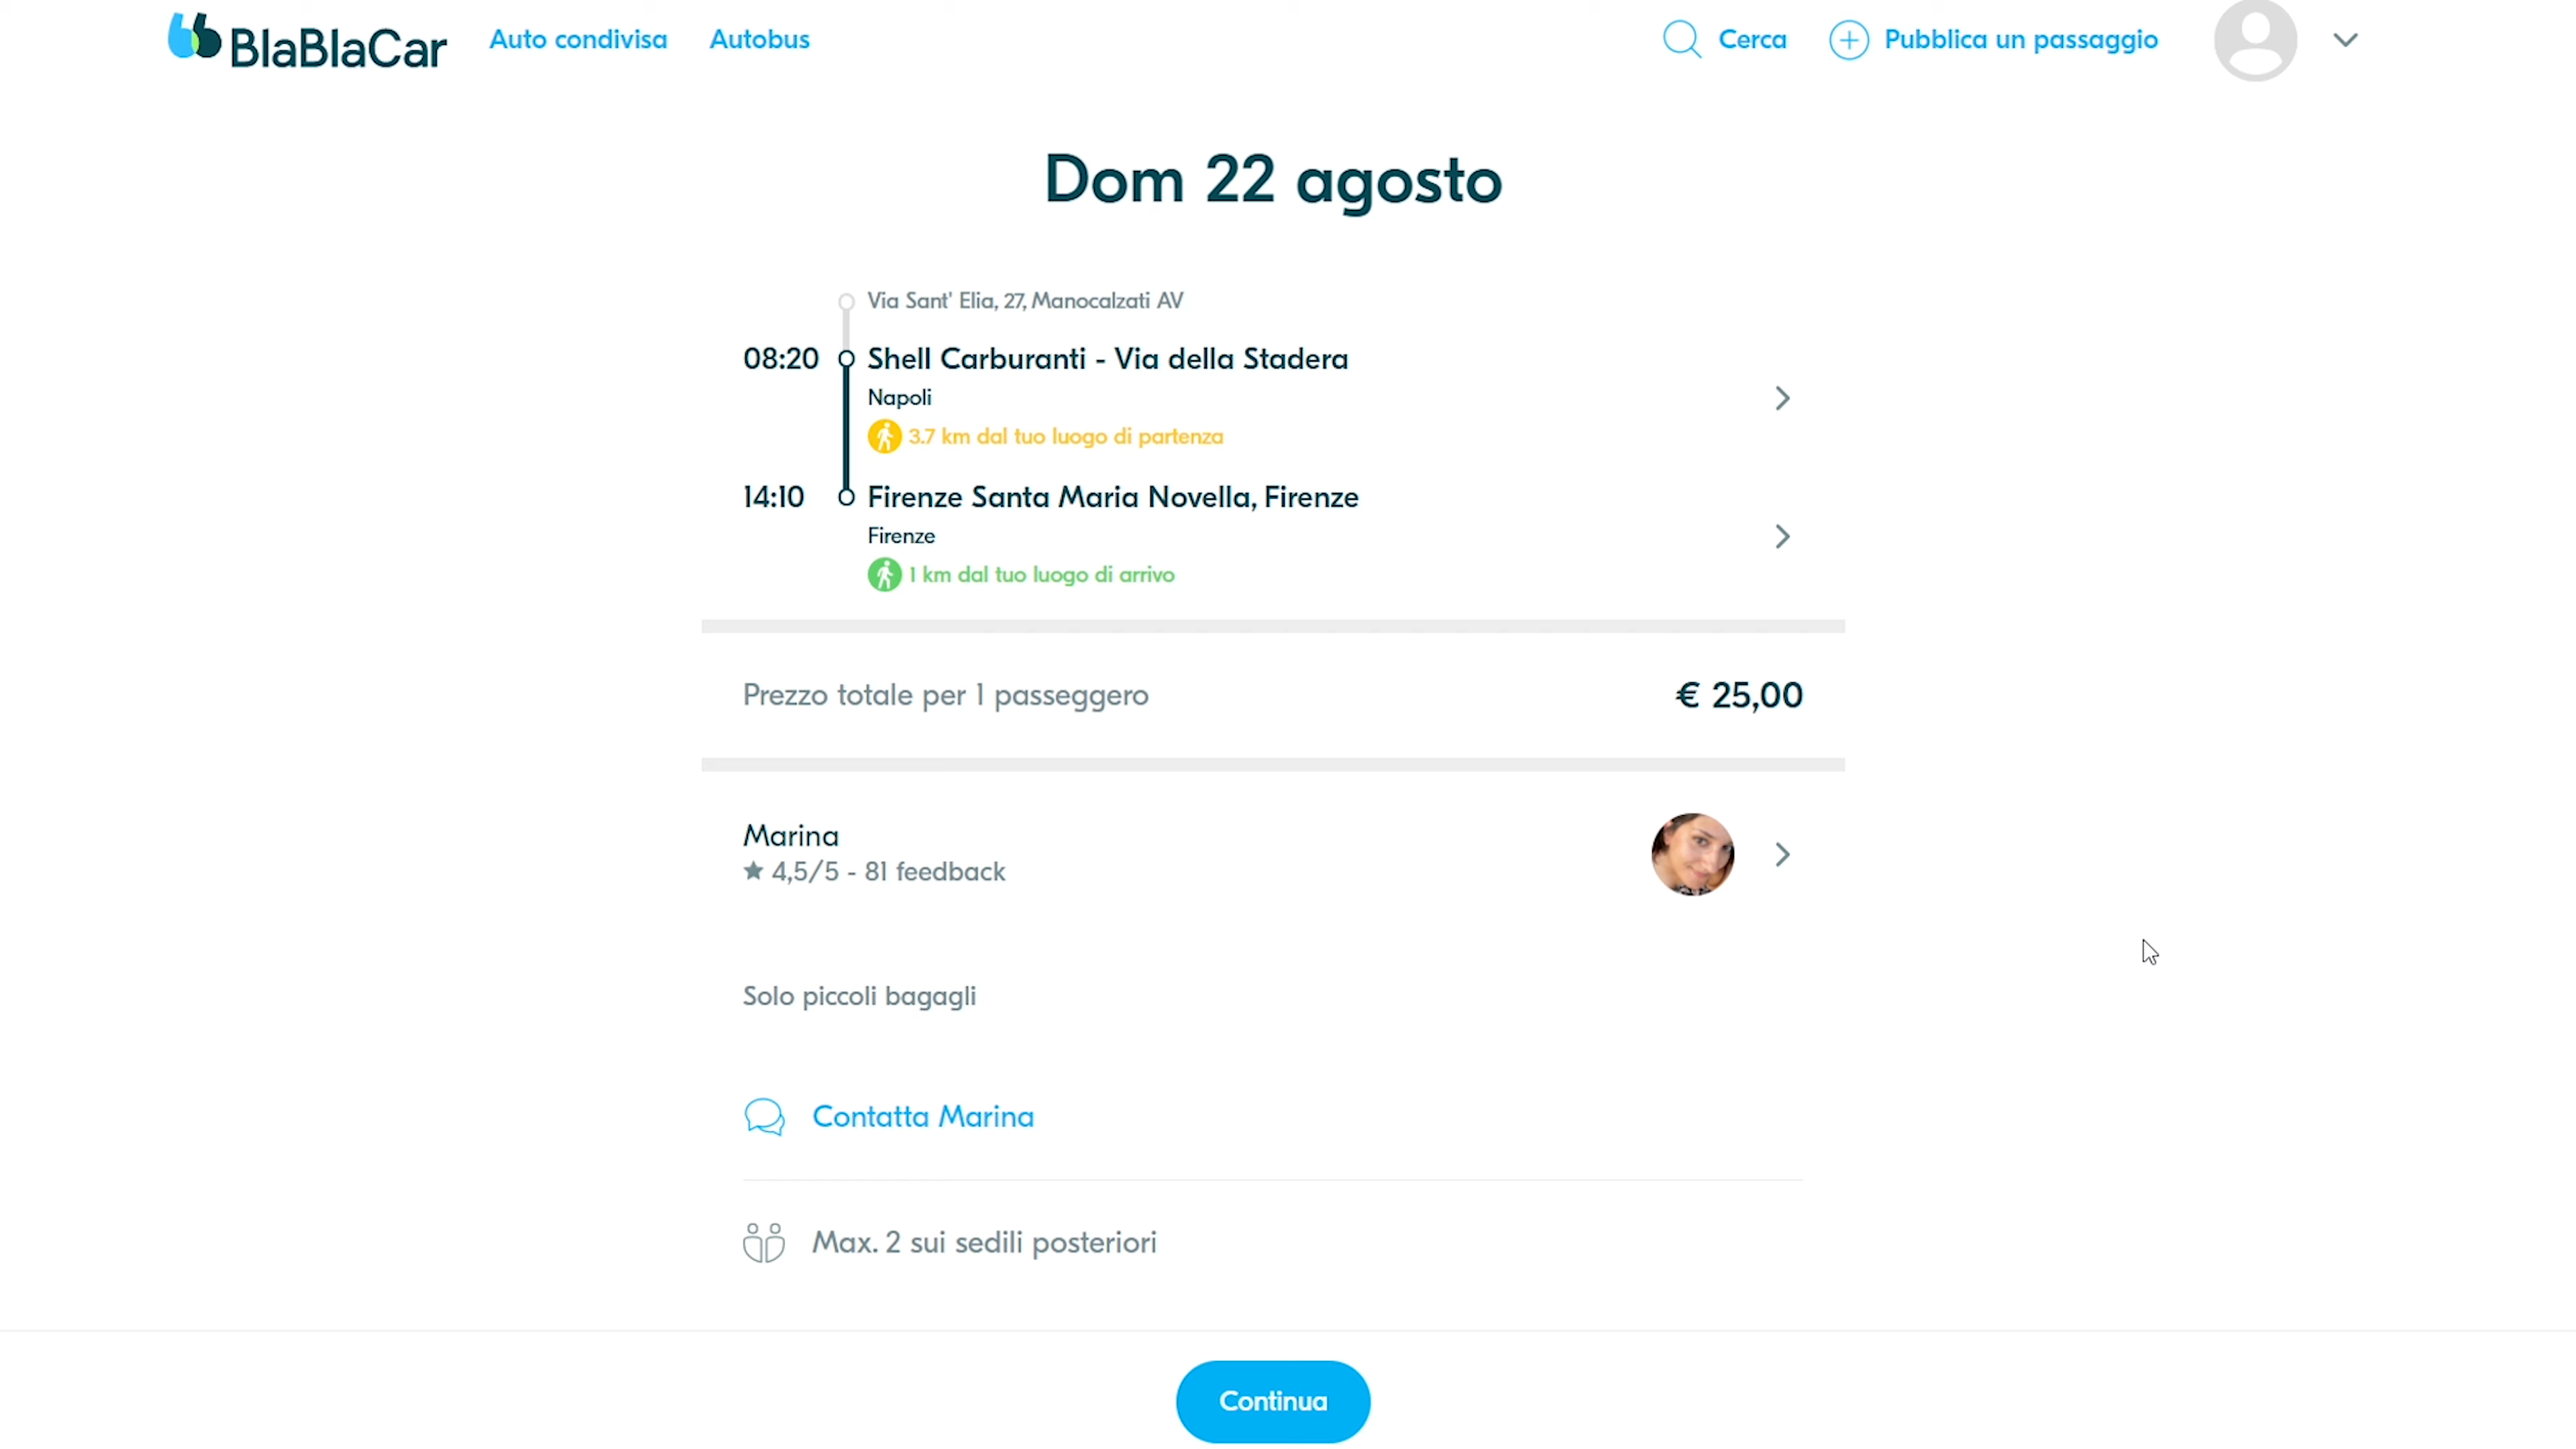 BlaBlaCar Auto condivisa Autobus Cerca Pubblica un passaggio
Dom 22 agosto
Via Sant' Elia, 27, Manocalzati AV
08:20 Shell Carburanti - Via della Stadera
Napoli
3.7 km dal tuo luogo di partenza
14:10 Firenze Santa Maria Novella, Firenze
Firenze
1 km dal tuo luogo di arrivo
Prezzo totale per 1 passeggero € 25,00
Marina
4,5/5 - 81 feedback
Solo piccoli bagagli
Contatta Marina
Max. 2 sui sedili posteriori
Continua